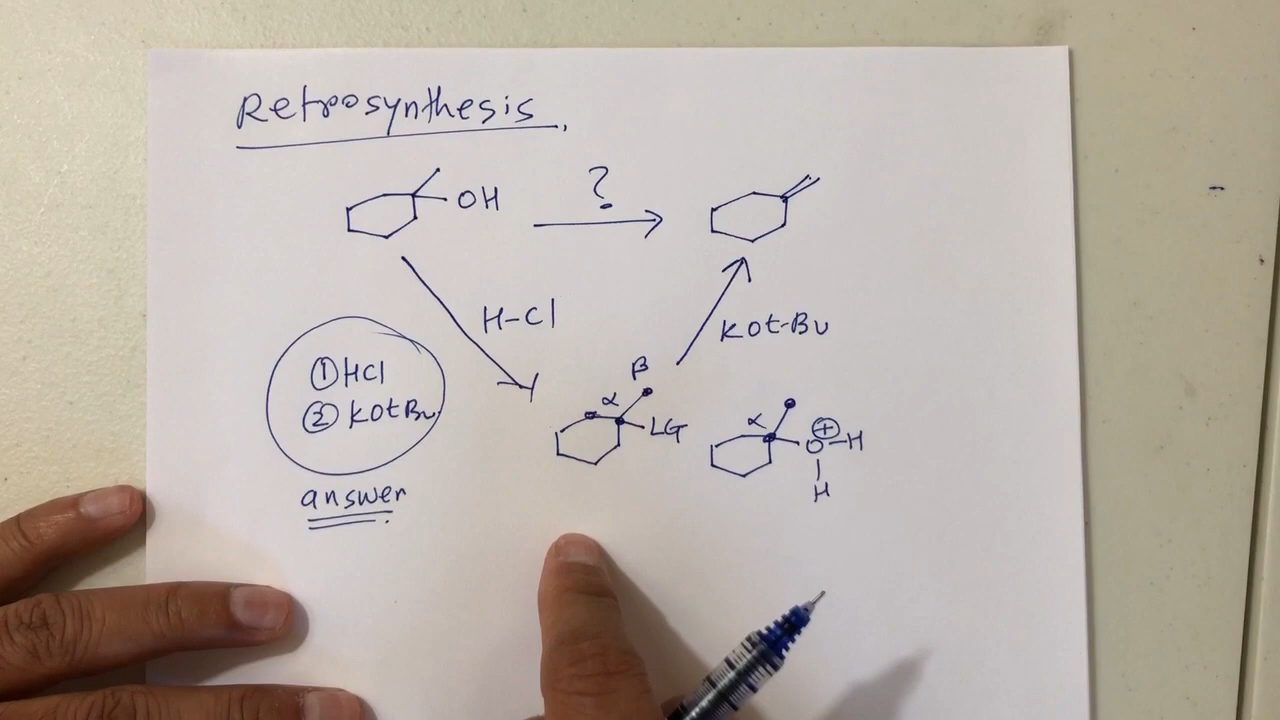 Retrosynthesis.
OH
?
H-Cl
KOt-Bu
① HCl
② KOtBu
answer
β
α
LG
α
O⊕-H
H